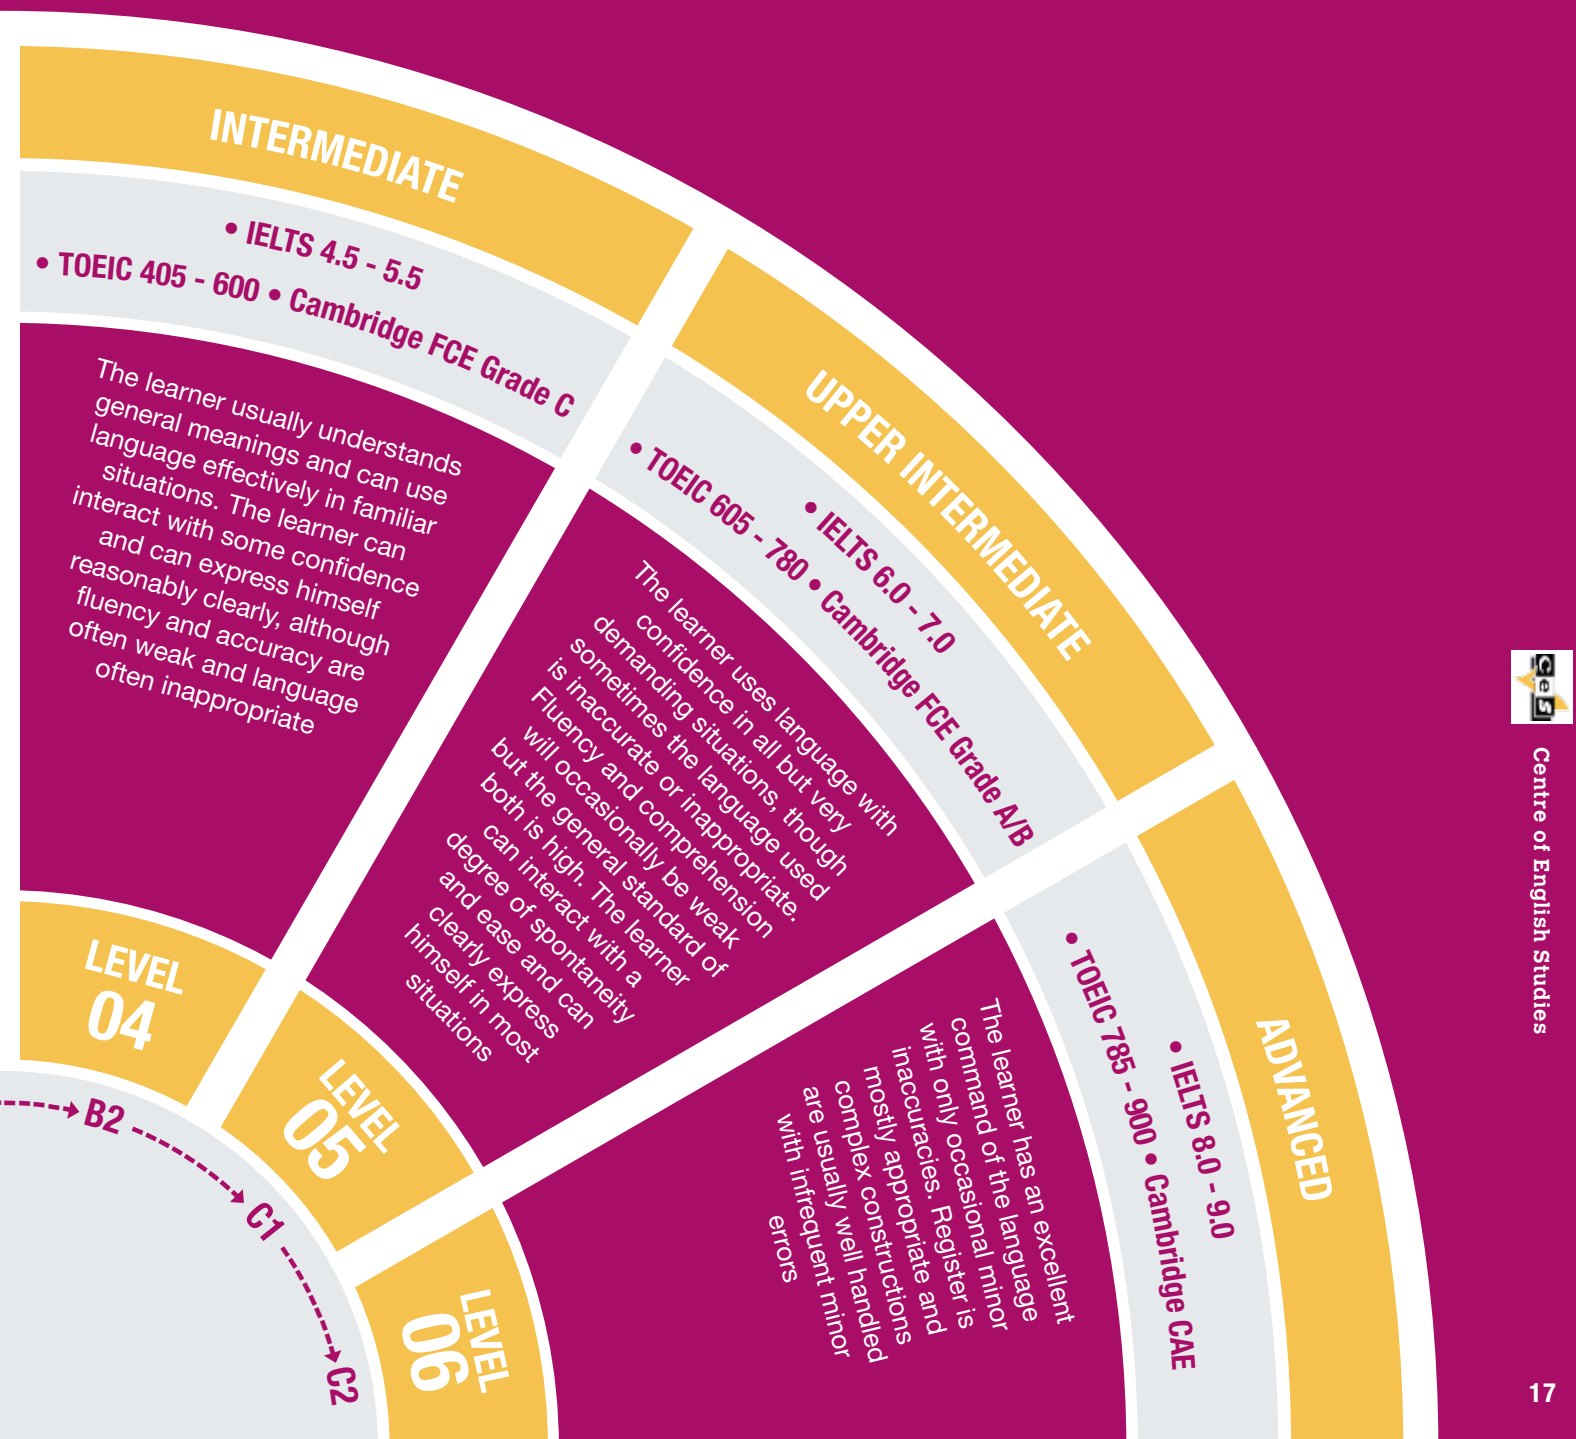 INTERMEDIATE
• IELTS 4.5 - 5.5
• TOEIC 405 - 600 • Cambridge FCE Grade C
The learner usually understands
general meanings and can use
language effectively in familiar
situations. The learner can
interact with some confidence
and can express himself
reasonably clearly, although
fluency and accuracy are
often weak and language
often inappropriate
LEVEL
04
B2
UPPER INTERMEDIATE
• IELTS 6.0 - 7.0
• TOEIC 605 - 780 • Cambridge FCE Grade A/B
The learner uses language with
confidence in all but very
demanding situations, though
sometimes the language used
is inaccurate or inappropriate.
Fluency and comprehension
will occasionally be weak
but the general standard of
both is high. The learner
can interact with a
degree of spontaneity
and ease and can
clearly express
himself in most
situations
LEVEL
05
C1
ADVANCED
• IELTS 8.0 - 9.0
• TOEIC 785 - 900 • Cambridge CAE
The learner has an excellent
command of the language
with only occasional minor
inaccuracies. Register is
mostly appropriate and
complex constructions
are usually well handled
with infrequent minor
errors
LEVEL
06
C2
ces
Centre of English Studies
17